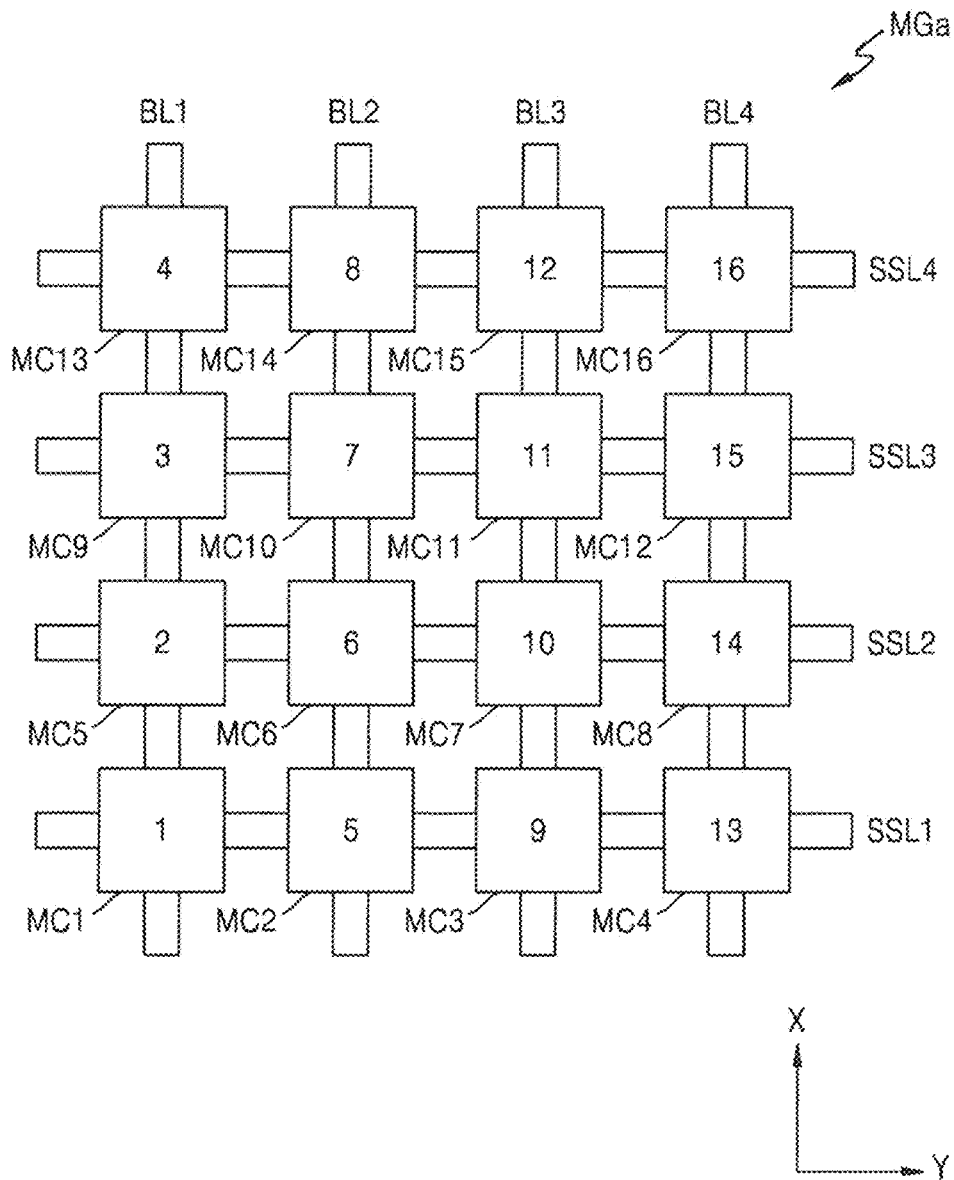 MGa
BL1 BL2 BL3 BL4
4 8 12 16 SSL4
MC13 MC14 MC15 MC16
3 7 11 15 SSL3
MC9 MC10 MC11 MC12
2 6 10 14 SSL2
MC5 MC6 MC7 MC8
1 5 9 13 SSL1
MC1 MC2 MC3 MC4
X
Y